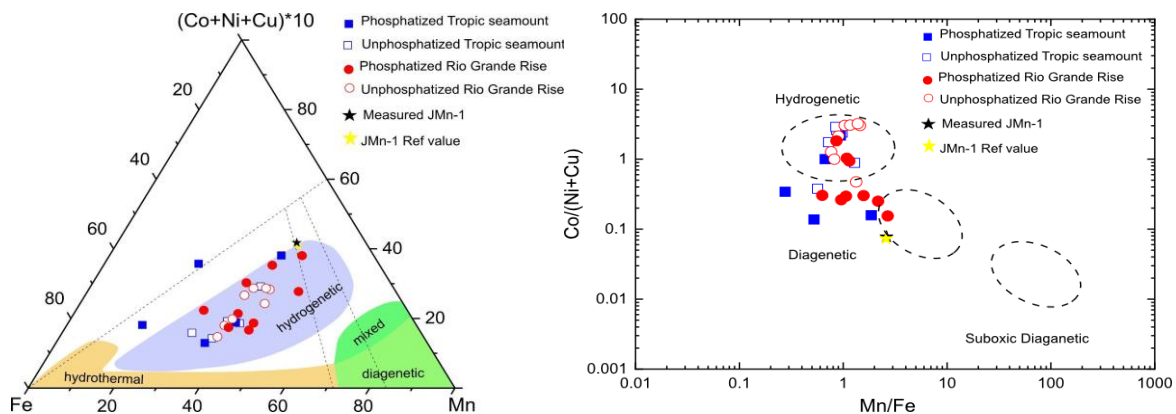 (Co+Ni+Cu)*10
Phosphatized Tropic seamount
Unphosphatized Tropic seamount
Phosphatized Rio Grande Rise
Unphosphatized Rio Grande Rise
Measured JMn-1
JMn-1 Ref value
20
40
60
80
80
60
40
20
hydrogenetic
mixed
hydrothermal
diagenetic
Fe
20
40
60
80
Mn
100
10
1
0.1
0.01
0.001
Co/(Ni+Cu)
Phosphatized Tropic seamount
Unphosphatized Tropic seamount
Phosphatized Rio Grande Rise
Unphosphatized Rio Grande Rise
Measured JMn-1
JMn-1 Ref value
Hydrogenetic
Diagenetic
Suboxic Diaganetic
0.01
0.1
1
10
100
1000
Mn/Fe